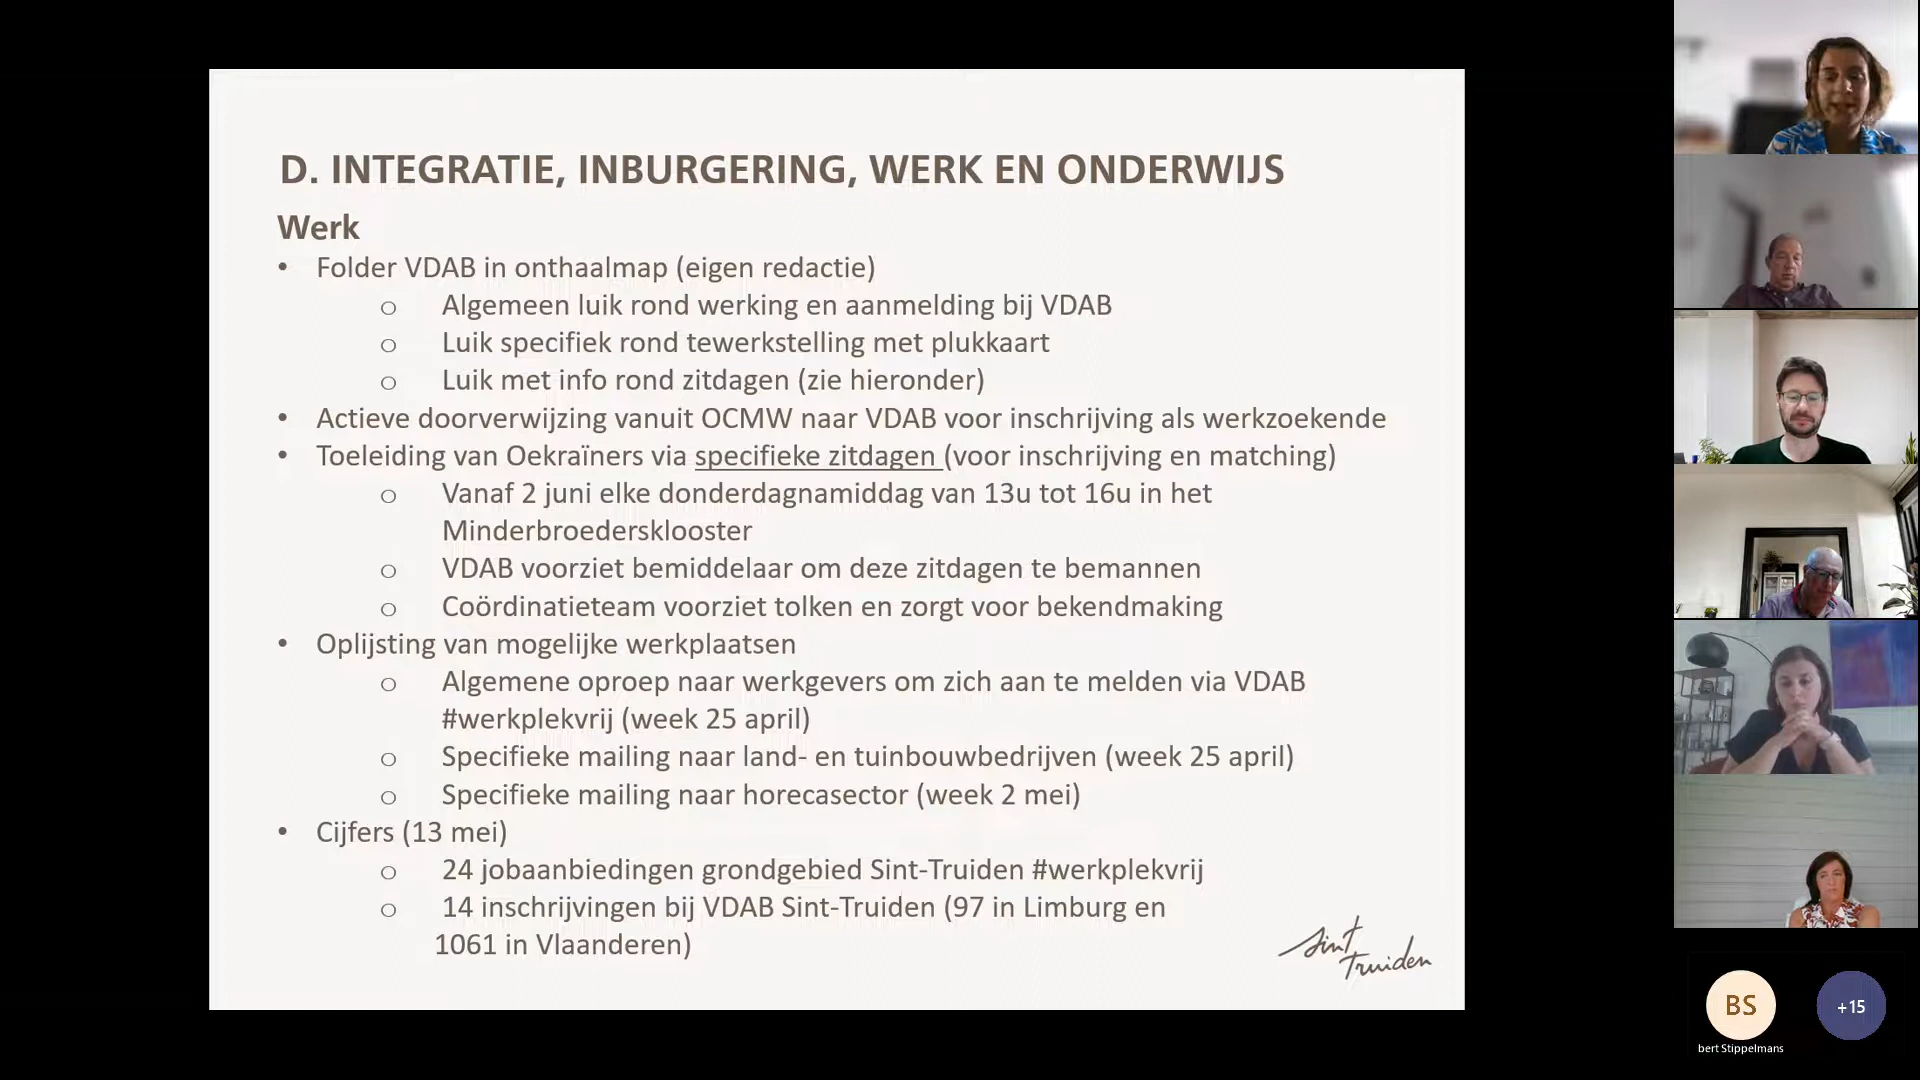 D. INTEGRATIE, INBURGERING, WERK EN ONDERWIJS
Werk
• Folder VDAB in onthaalmap (eigen redactie)
o Algemeen luik rond werking en aanmelding bij VDAB
o Luik specifiek rond tewerkstelling met plukkaart
o Luik met info rond zitdagen (zie hieronder)
• Actieve doorverwijzing vanuit OCMW naar VDAB voor inschrijving als werkzoekende
• Toeleiding van Oekraïners via specifieke zitdagen (voor inschrijving en matching)
o Vanaf 2 juni elke donderdagnamiddag van 13u tot 16u in het
Minderbroedersklooster
o VDAB voorziet bemiddelaar om deze zitdagen te bemannen
o Coördinatieteam voorziet tolken en zorgt voor bekendmaking
• Oplijsting van mogelijke werkplaatsen
o Algemene oproep naar werkgevers om zich aan te melden via VDAB
#werkplekvrij (week 25 april)
o Specifieke mailing naar land- en tuinbouwbedrijven (week 25 april)
o Specifieke mailing naar horecasector (week 2 mei)
• Cijfers (13 mei)
o 24 jobaanbiedingen grondgebied Sint-Truiden #werkplekvrij
o 14 inschrijvingen bij VDAB Sint-Truiden (97 in Limburg en
1061 in Vlaanderen)
Sint
Truiden
BS
+15
bert Stippelmans